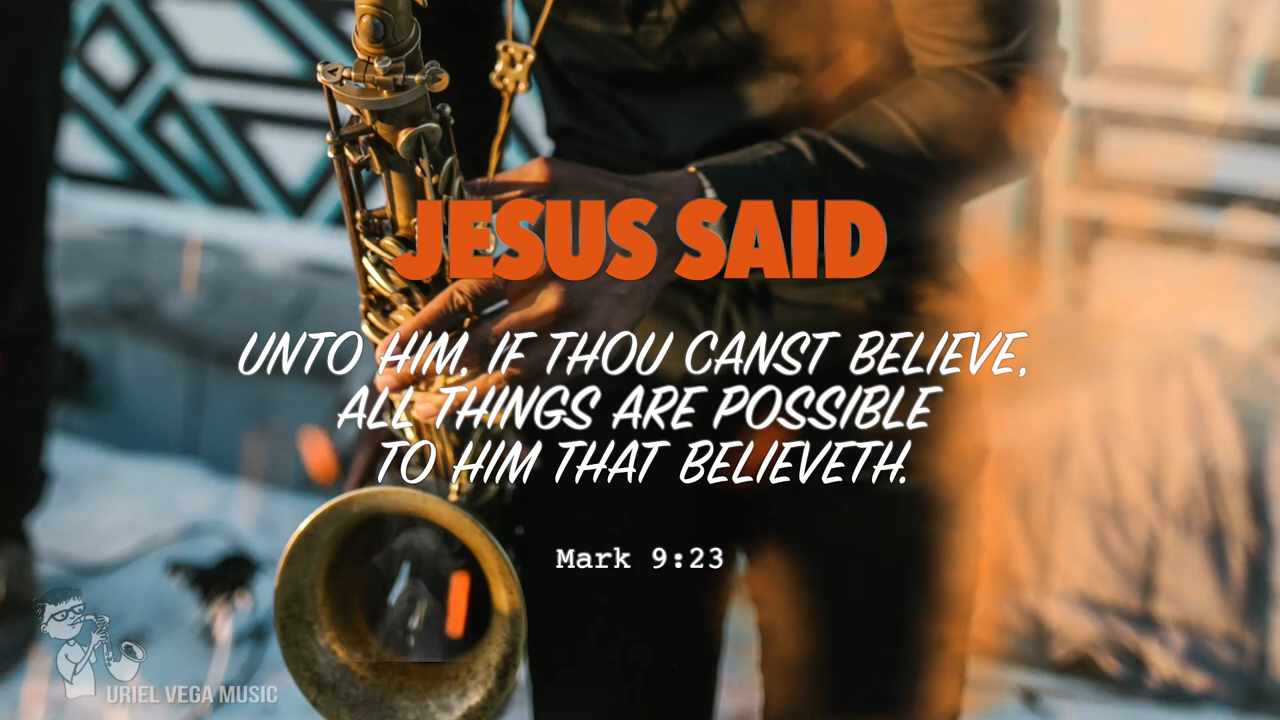 JESUS SAID
UNTO HIM, IF THOU CANST BELIEVE,
ALL THINGS ARE POSSIBLE
TO HIM THAT BELIEVETH.
Mark 9:23
URIEL VEGA MUSIC